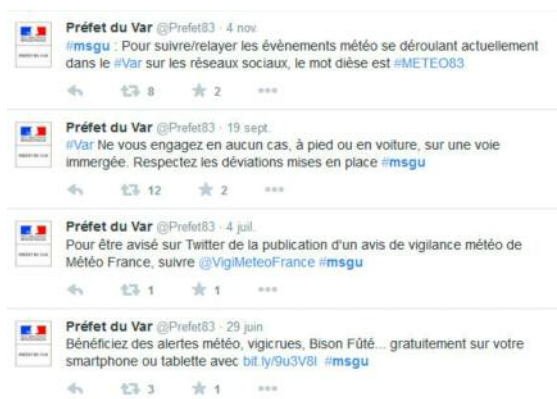 Préfet du Var @Prefet83 · 4 nov.
#msgu : Pour suivre/relayer les évènements météo se déroulant actuellement
dans le #Var sur les réseaux sociaux, le mot dièse est #METEO83
8 2
Préfet du Var @Prefet83 · 19 sept.
#Var Ne vous engagez en aucun cas, à pied ou en voiture, sur une voie
immergée. Respectez les déviations mises en place #msgu
12 2
Préfet du Var @Prefet83 · 4 juil.
Pour être avisé sur Twitter de la publication d'un avis de vigilance météo de
Météo France, suivre @VigiMeteoFrance #msgu
1 1
Préfet du Var @Prefet83 · 29 juin
Bénéficiez des alertes météo, vigicrues, Bison Fûté... gratuitement sur votre
smartphone ou tablette avec bit.ly/9u3V8l #msgu
3 1